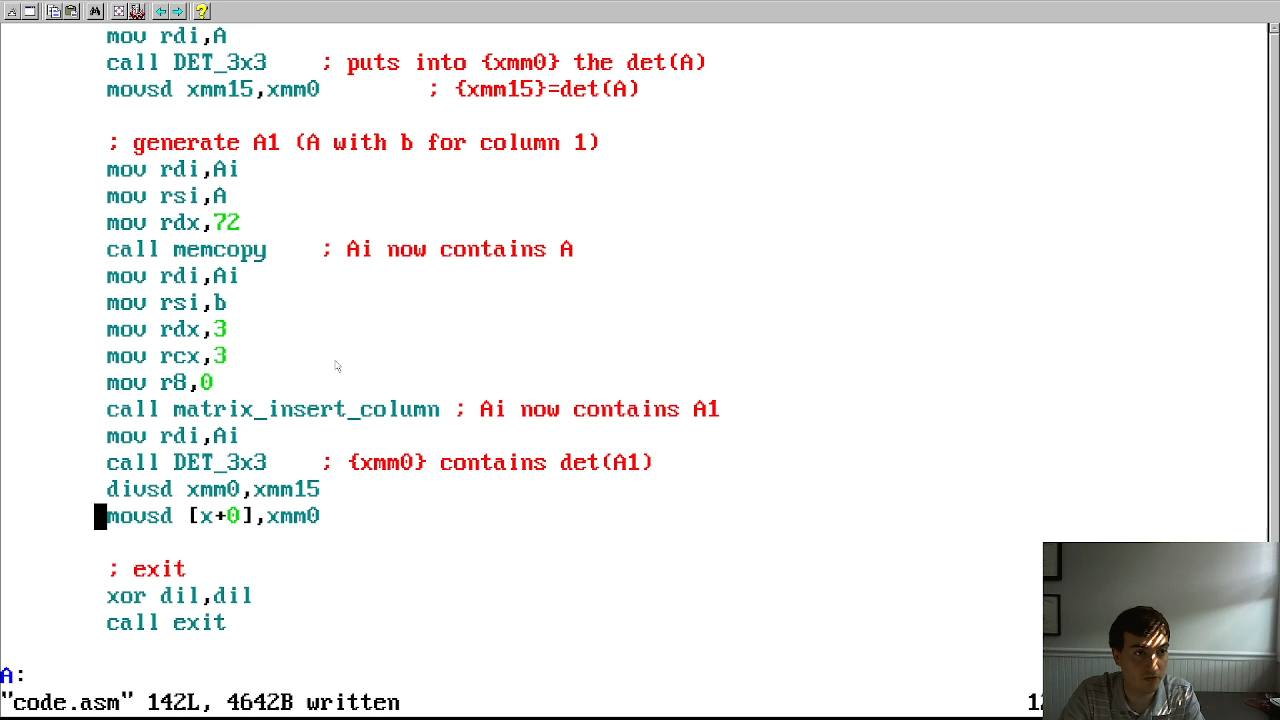 mov rdi,A
call DET_3x3 ; puts into {xmm0} the det(A)
movsd xmm15,xmm0 ; {xmm15}=det(A)
; generate A1 (A with b for column 1)
mov rdi,Ai
mov rsi,A
mov rdx,72
call memcopy ; Ai now contains A
mov rdi,Ai
mov rsi,b
mov rdx,3
mov rcx,3
mov r8,0
call matrix_insert_column ; Ai now contains A1
mov rdi,Ai
call DET_3x3 ; {xmm0} contains det(A1)
divsd xmm0,xmm15
movsd [x+0],xmm0
; exit
xor dil,dil
call exit
A:
"code.asm" 142L, 4642B written